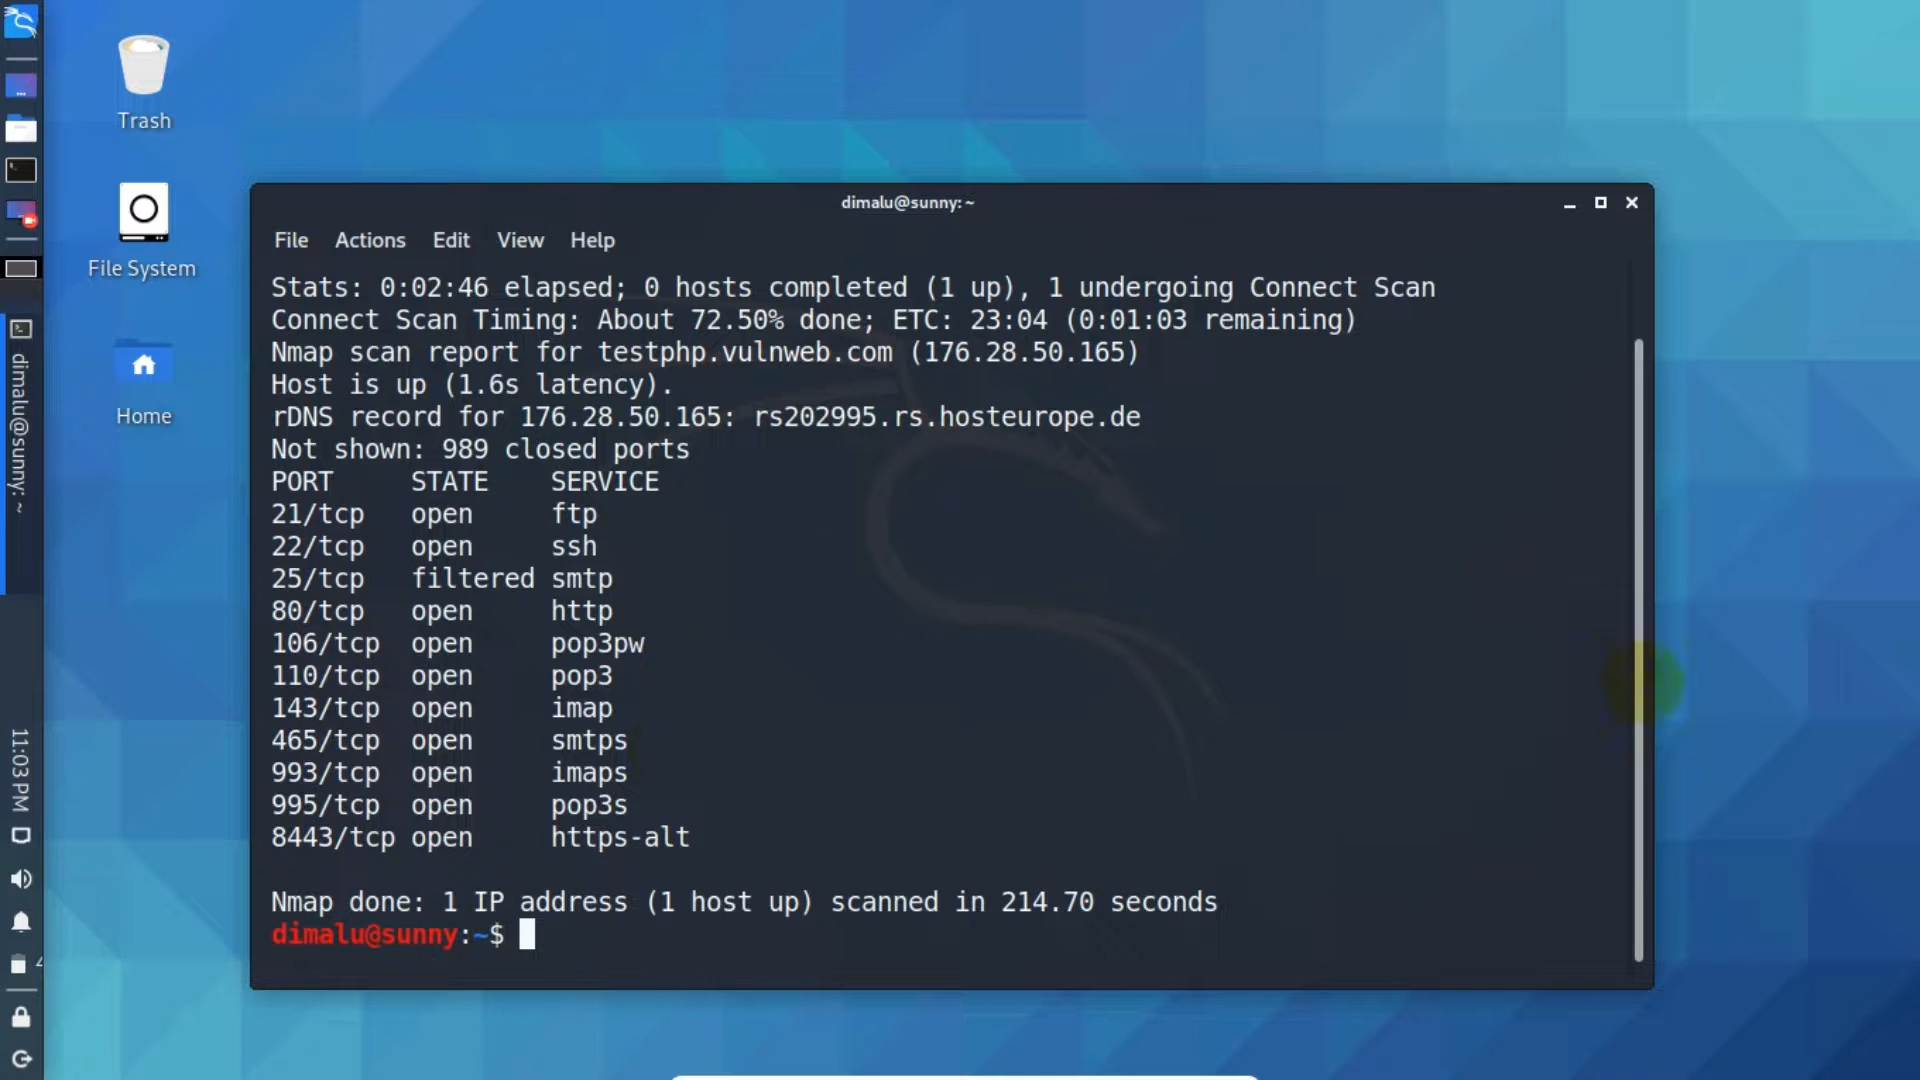 Trash
File System
Home
dimalu@sunny: ~
File Actions Edit View Help
Stats: 0:02:46 elapsed; 0 hosts completed (1 up), 1 undergoing Connect Scan
Connect Scan Timing: About 72.50% done; ETC: 23:04 (0:01:03 remaining)
Nmap scan report for testphp.vulnweb.com (176.28.50.165)
Host is up (1.6s latency).
rDNS record for 176.28.50.165: rs202995.rs.hosteurope.de
Not shown: 989 closed ports
PORT STATE SERVICE
21/tcp open ftp
22/tcp open ssh
25/tcp filtered smtp
80/tcp open http
106/tcp open pop3pw
110/tcp open pop3
143/tcp open imap
465/tcp open smtps
993/tcp open imaps
995/tcp open pop3s
8443/tcp open https-alt
Nmap done: 1 IP address (1 host up) scanned in 214.70 seconds
dimalu@sunny:~$
dimalu@sunny: ~
11:03 PM